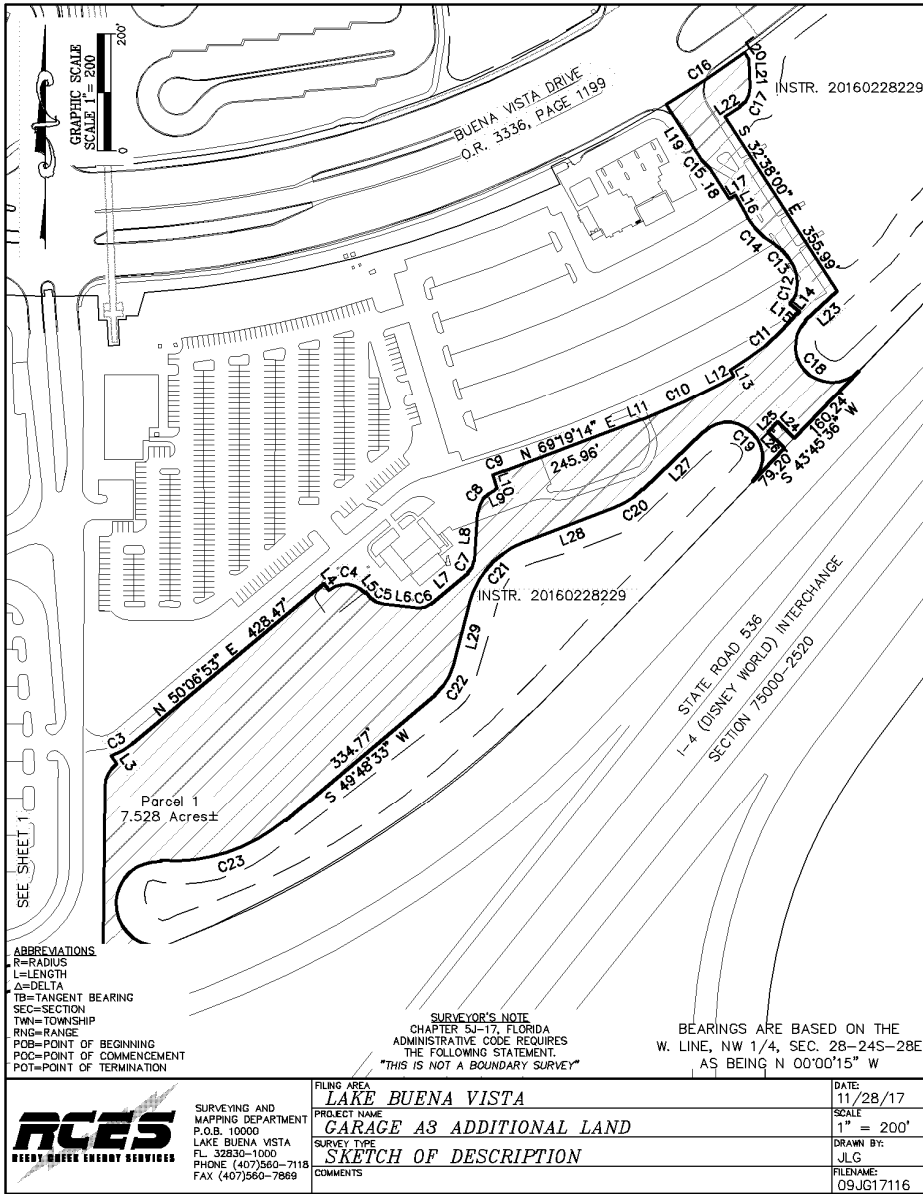 GRAPHIC SCALE
SCALE 1" = 200'
0
200'
BUENA VISTA DRIVE
O.R. 3336, PAGE 1199
C16
L20
L21
INSTR. 20160228229
C17
L22
L19
S 32°38'00" E
355.99'
C15
L18
L17
L16
C14
C13
C12
L14
L15
L23
C11
C18
L12
L13
C10
L11
N 69°19'14" E
245.96'
C9
L10
L9
C8
L25
L24
L26
C19
160.24'
79.20
S 43°45'36" W
L27
C20
L28
L8
C7
L7
C21
INSTR. 20160228229
L4
C4
L5
C5
L6
C6
N 50°06'53" E 428.47'
L29
C22
STATE ROAD 536
I-4 (DISNEY WORLD) INTERCHANGE
SECTION 75000-2520
C3
L3
334.77'
S 49°48'33" W
Parcel 1
7.528 Acres±
C23
SEE SHEET 1
ABBREVIATIONS
R=RADIUS
L=LENGTH
△=DELTA
TB=TANGENT BEARING
SEC=SECTION
TWN=TOWNSHIP
RNG=RANGE
POB=POINT OF BEGINNING
POC=POINT OF COMMENCEMENT
POT=POINT OF TERMINATION
SURVEYOR'S NOTE
CHAPTER 5J-17, FLORIDA
ADMINISTRATIVE CODE REQUIRES
THE FOLLOWING STATEMENT.
"THIS IS NOT A BOUNDARY SURVEY"
BEARINGS ARE BASED ON THE
W. LINE, NW 1/4, SEC. 28-24S-28E
AS BEING N 00°00'15" W
RCES
REEDY CREEK ENERGY SERVICES
SURVEYING AND
MAPPING DEPARTMENT
P.O.B. 10000
LAKE BUENA VISTA
FL. 32830-1000
PHONE (407)560-7118
FAX (407)560-7869
FILING AREA
LAKE BUENA VISTA
PROJECT NAME
GARAGE A3 ADDITIONAL LAND
SURVEY TYPE
SKETCH OF DESCRIPTION
COMMENTS
DATE:
11/28/17
SCALE
1" = 200'
DRAWN BY:
JLG
FILENAME:
09JG17116